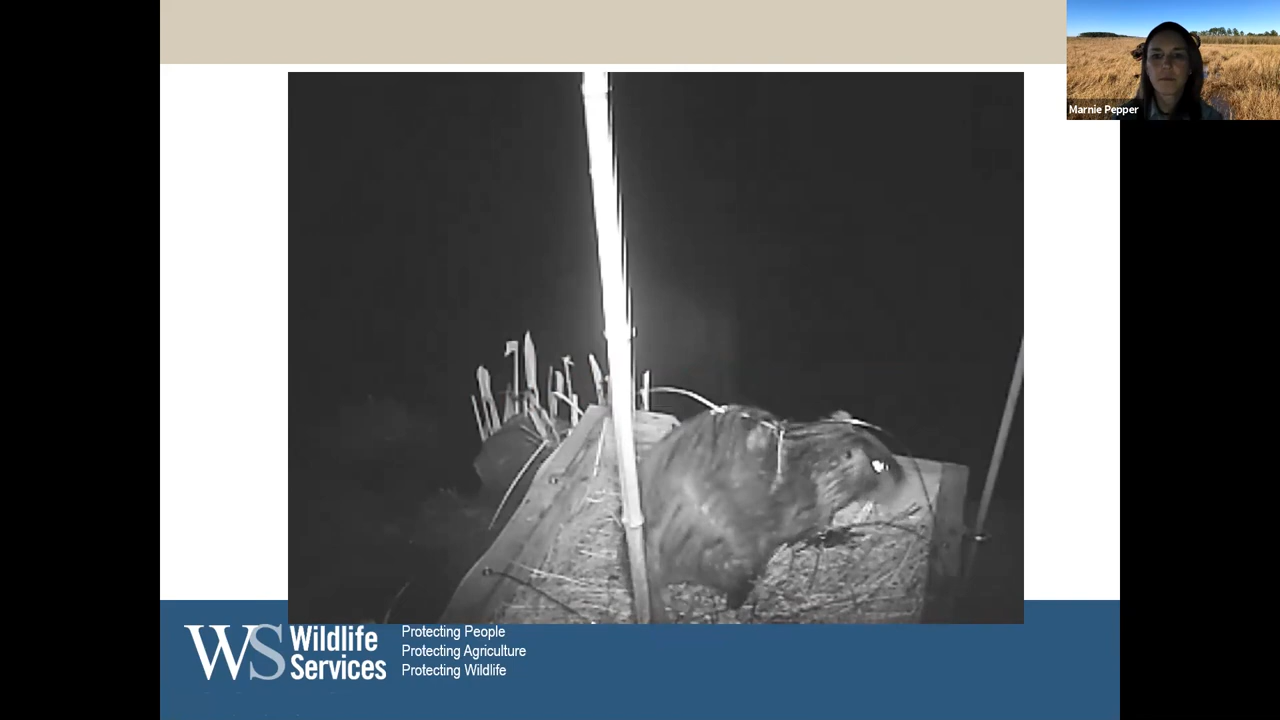 Marnie Pepper
WS Wildlife
Services
Protecting People
Protecting Agriculture
Protecting Wildlife